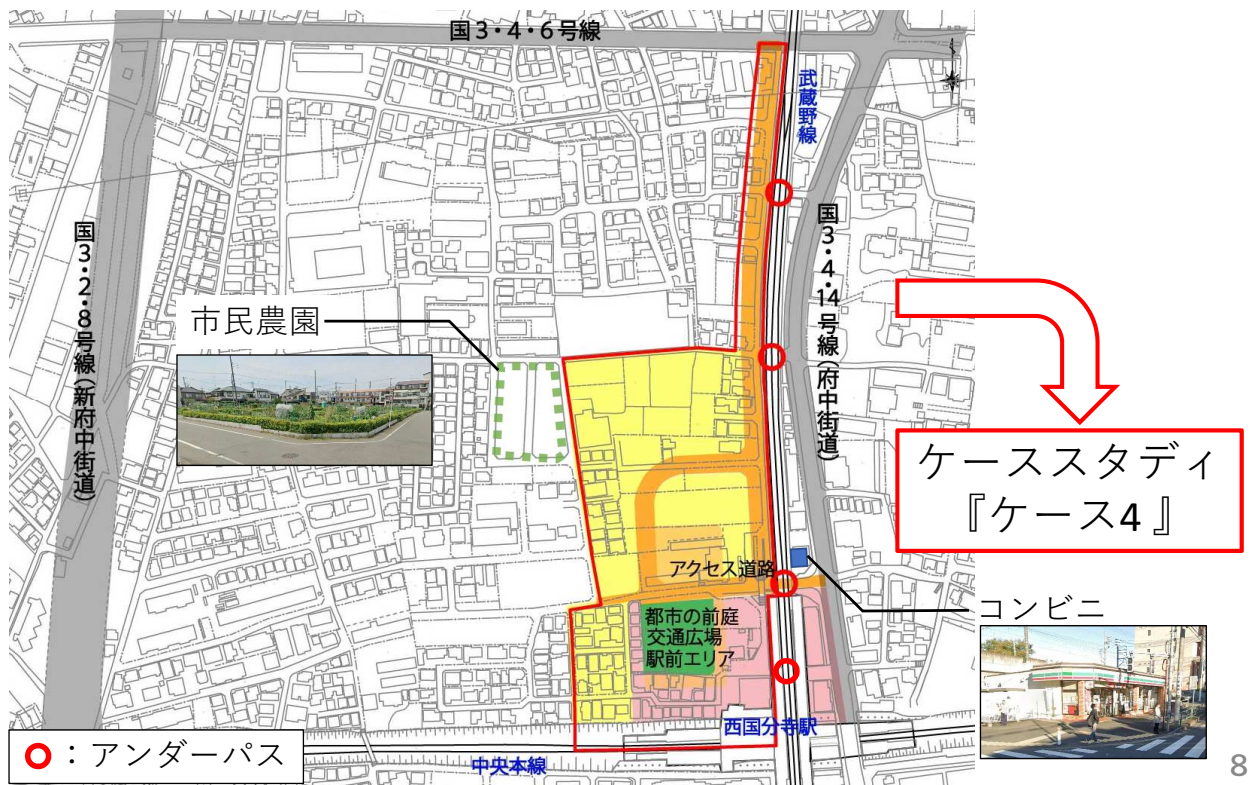 国3・4・6号線
武蔵野線
国3・2・8号線(新府中街道)
国3・4・14号線(府中街道)
市民農園
ケーススタディ
『ケース4』
アクセス道路
都市の前庭
交通広場
駅前エリア
コンビニ
西国分寺駅
中央本線
:アンダーパス
8